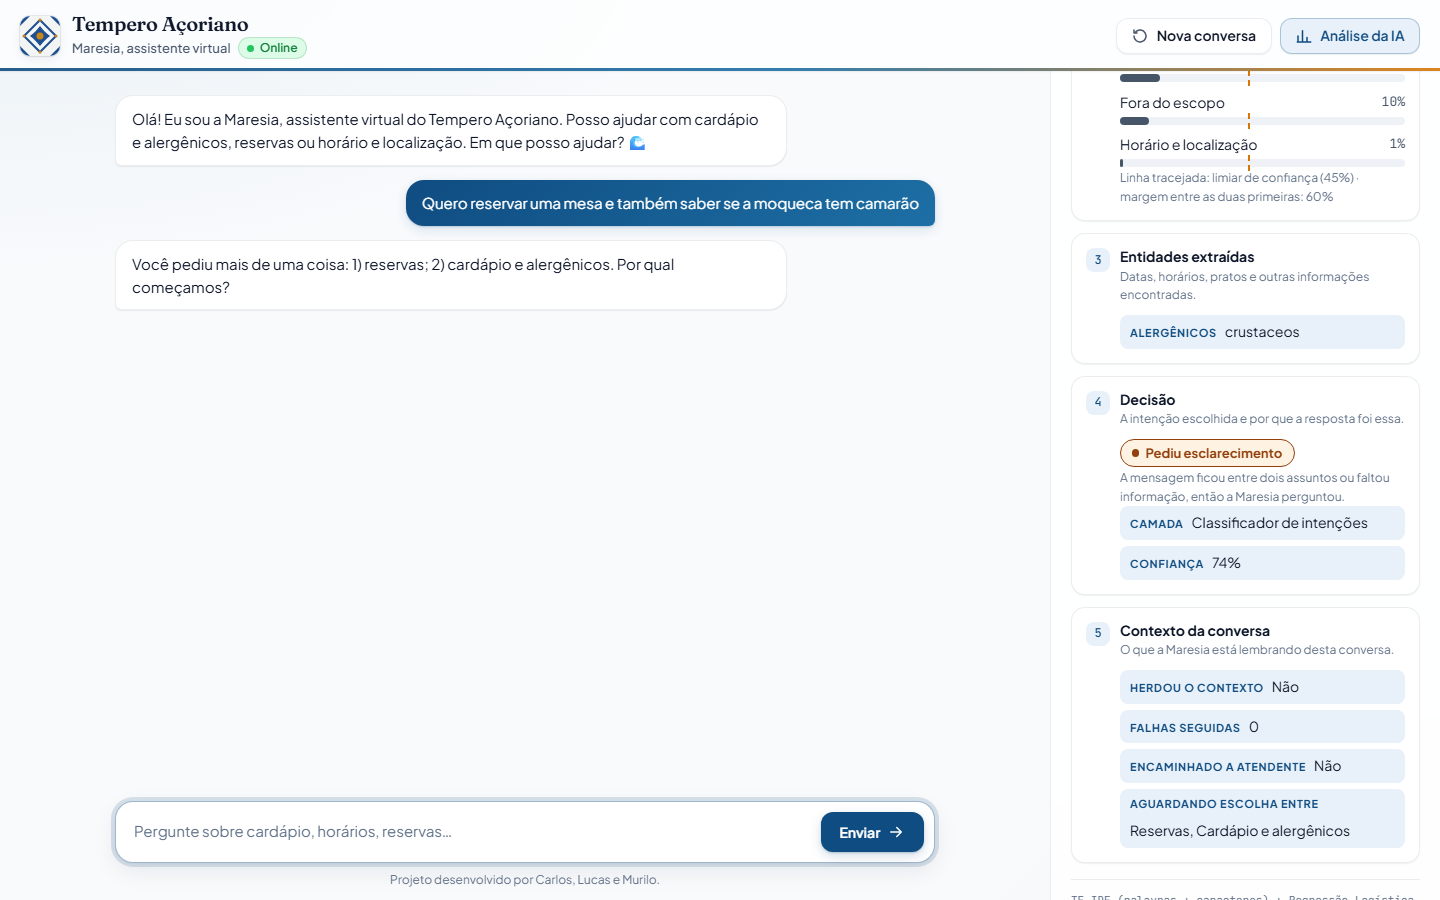 Tempero Açoriano
Maresia, assistente virtual
Online
Nova conversa
Análise da IA
Olá! Eu sou a Maresia, assistente virtual do Tempero Açoriano. Posso ajudar com cardápio
e alergênicos, reservas ou horário e localização. Em que posso ajudar? 🌊
Quero reservar uma mesa e também saber se a moqueca tem camarão
Você pediu mais de uma coisa: 1) reservas; 2) cardápio e alergênicos. Por qual
começamos?
Pergunte sobre cardápio, horários, reservas...
Enviar →
Projeto desenvolvido por Carlos, Lucas e Murilo.
Fora do escopo 10%
Horário e localização 1%
Linha tracejada: limiar de confiança (45%) ·
margem entre as duas primeiras: 60%
3
Entidades extraídas
Datas, horários, pratos e outras informações
encontradas.
ALERGÊNICOS crustaceos
4
Decisão
A intenção escolhida e por que a resposta foi essa.
Pediu esclarecimento
A mensagem ficou entre dois assuntos ou faltou
informação, então a Maresia perguntou.
CAMADA Classificador de intenções
CONFIANÇA 74%
5
Contexto da conversa
O que a Maresia está lembrando desta conversa.
HERDOU O CONTEXTO Não
FALHAS SEGUIDAS 0
ENCAMINHADO A ATENDENTE Não
AGUARDANDO ESCOLHA ENTRE
Reservas, Cardápio e alergênicos